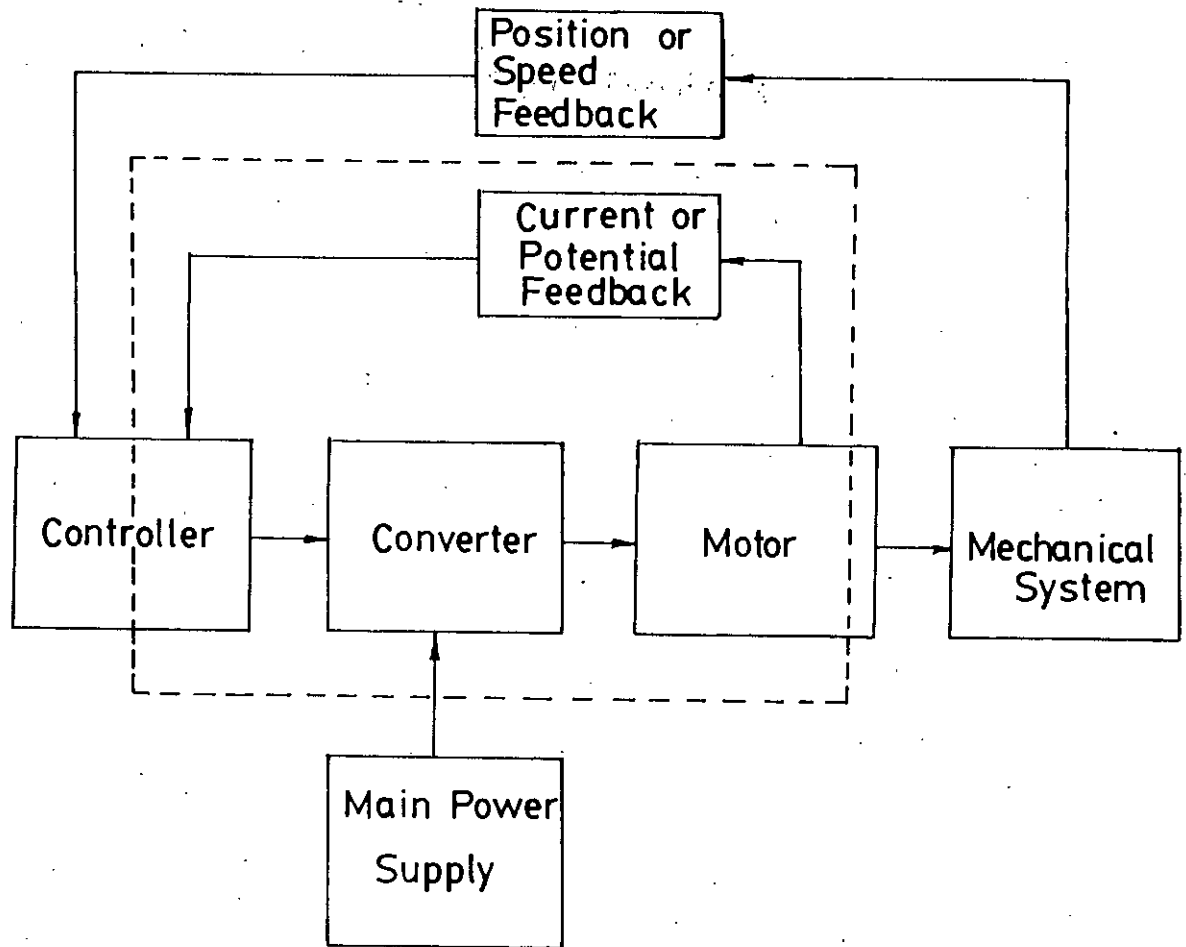 Position or
Speed
Feedback
Current or
Potential
Feedback
Controller
Converter
Motor
Mechanical
System
Main Power
Supply